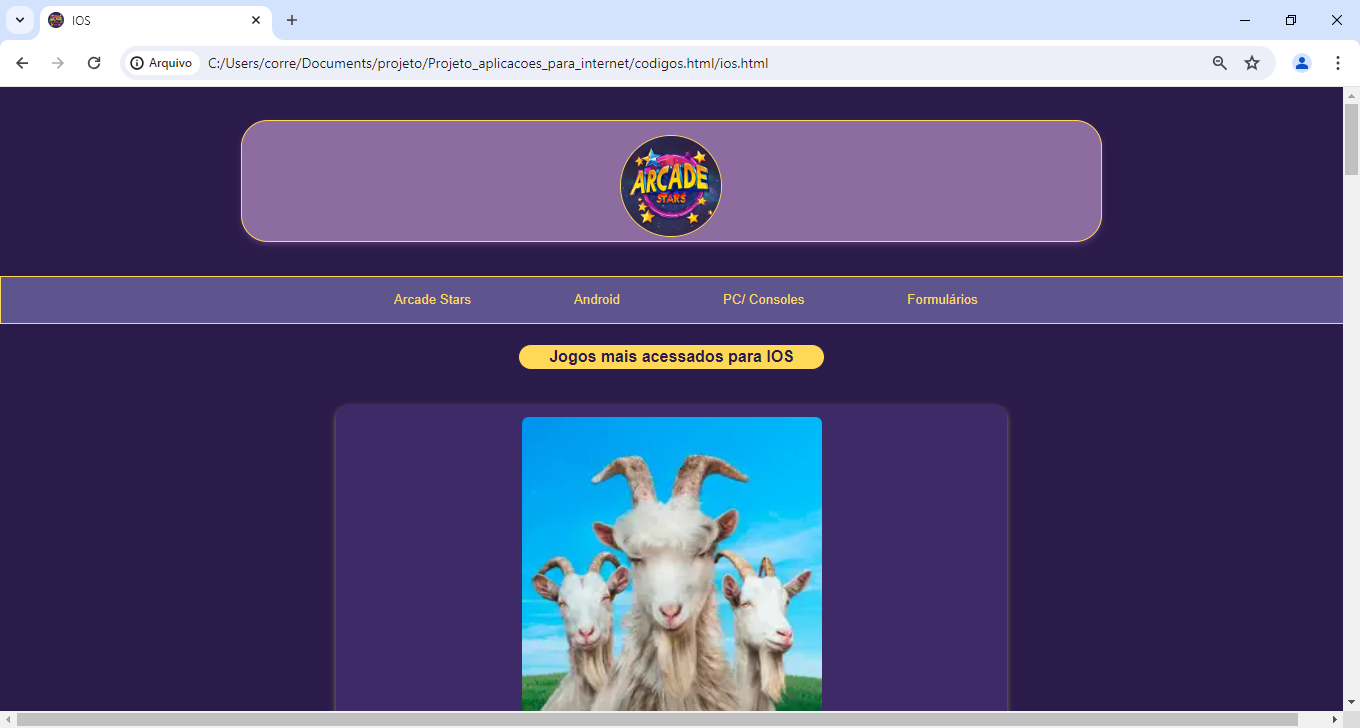 IOS
Arquivo
C:/Users/corre/Documents/projeto/Projeto_aplicacoes_para_internet/codigos.html/ios.html
ARCADE
STARS
Arcade Stars Android PC/ Consoles Formulários
Jogos mais acessados para IOS